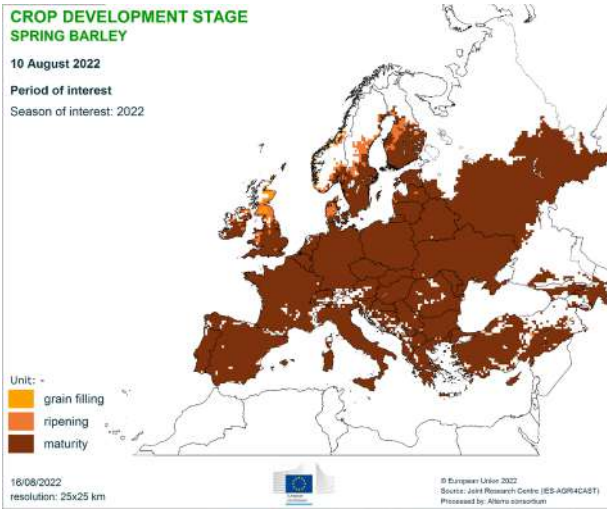 CROP DEVELOPMENT STAGE
SPRING BARLEY
10 August 2022
Period of interest
Season of interest: 2022
Unit: -
grain filling
ripening
maturity
16/08/2022
resolution: 25x25 km
© European Union 2022
Source: Joint Research Centre (IES-AGRI4CAST)
Processed by: Alterra consortium